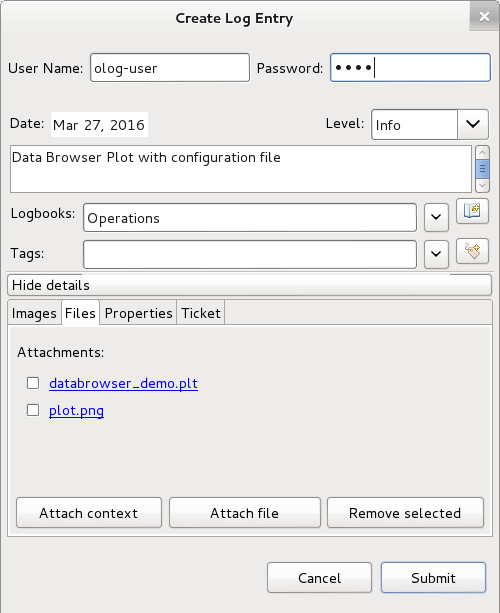 Create Log Entry
User Name: olog-user Password: ••••
Date: Mar 27, 2016 Level: Info
Data Browser Plot with configuration file
Logbooks: Operations
Tags:
Hide details
Images Files Properties Ticket
Attachments:
databrowser_demo.plt
plot.png
Attach context Attach file Remove selected
Cancel Submit